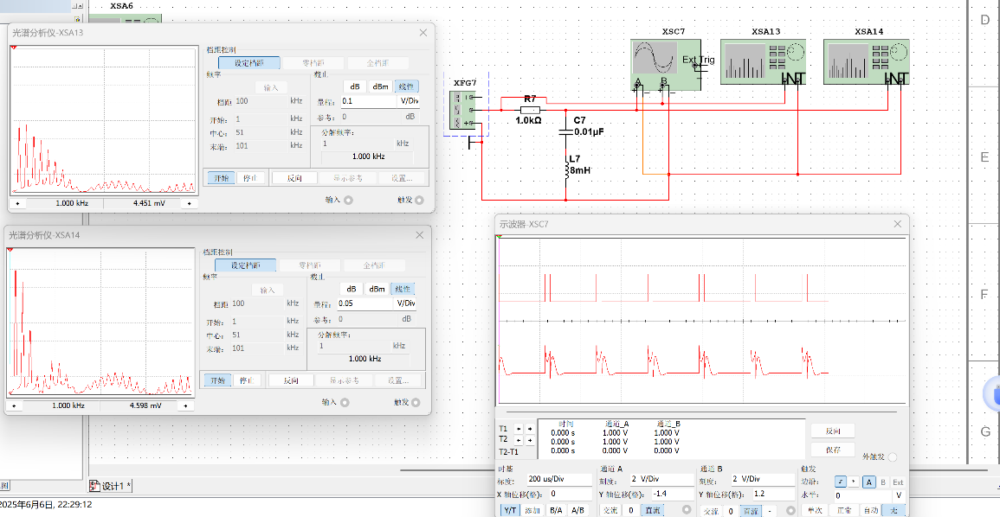 XSA6
D
光谱分析仪-XSA13
档距控制
设定档距 零档距 全档距
频率
输入
档距 100 kHz
开始: 1 kHz
中心: 51 kHz
末端: 101 kHz
截止
dB dBm 线性
量程: 0.1 V/Div
参考: 0 dB
分解频率:
1 kHz
1.000 kHz
开始 停止 反向 显示参考 设置...
1.000 kHz 4.451 mV
输入 触发
XFG7
R7
1.0kΩ
C7
0.01μF
L7
8mH
XSC7
Ext Trig
A B
XSA13
IN T
XSA14
IN T
E
光谱分析仪-XSA14
档距控制
设定档距 零档距 全档距
频率
输入
档距 100 kHz
开始: 1 kHz
中心: 51 kHz
末端: 101 kHz
截止
dB dBm 线性
量程: 0.05 V/Div
参考: 0 dB
分解频率:
1 kHz
1.000 kHz
开始 停止 反向 显示参考 设置...
1.000 kHz 4.598 mV
输入 触发
示波器-XSC7
F
G
时间 通道_A 通道_B
T1 0.000 s 1.000 V 1.000 V
T2 0.000 s 1.000 V 1.000 V
T2-T1 0.000 s 0.000 V 0.000 V
反向
保存
外触发
时基
标度: 200 us/Div
X 轴位移(格): 0
Y/T 添加 B/A A/B
通道 A
刻度: 2 V/Div
Y 轴位移(格): -1.4
交流 0 直流
通道 B
刻度: 2 V/Div
Y 轴位移(格): 1.2
交流 0 直流 -
触发
边沿: A B Ext
水平: 0 V
单次 正常 自动 无
图
设计1 *
2025年6月6日, 22:29:12